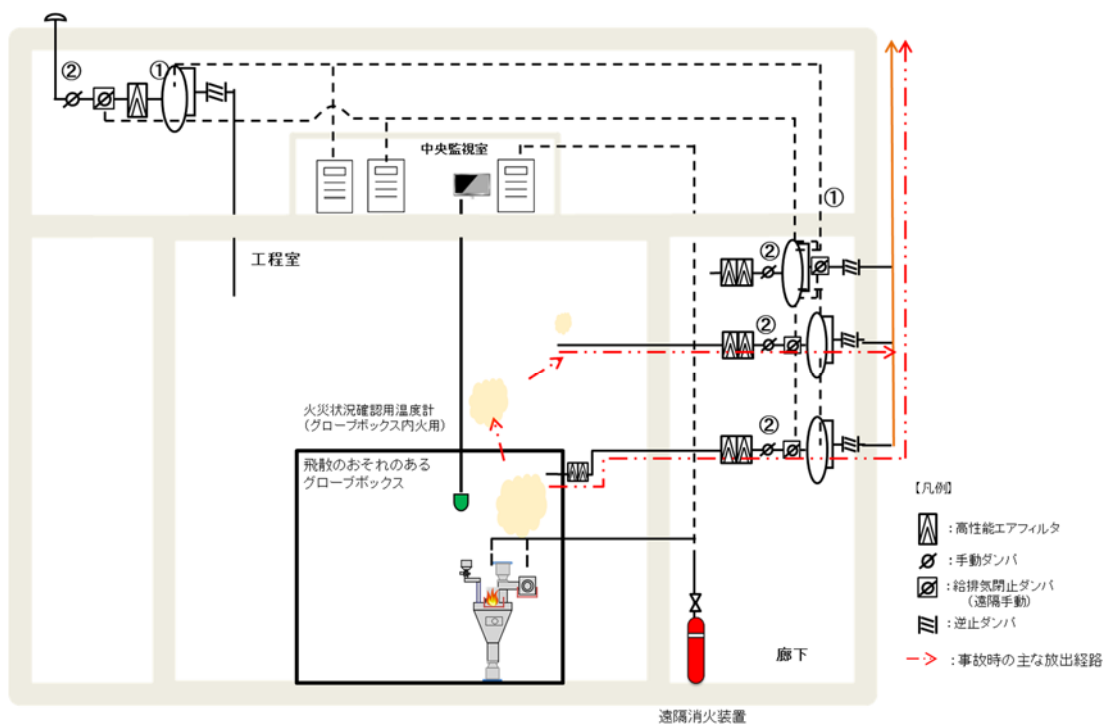 ②
①
中央監視室
①
工程室
②
②
火災状況確認用温度計
(グローブボックス内火用)
②
飛散のおそれのある
グローブボックス
【凡例】
:高性能エアフィルタ
:手動ダンパ
:給排気閉止ダンパ
(遠隔手動)
:逆止ダンパ
:事故時の主な放出経路
廊下
遠隔消火装置